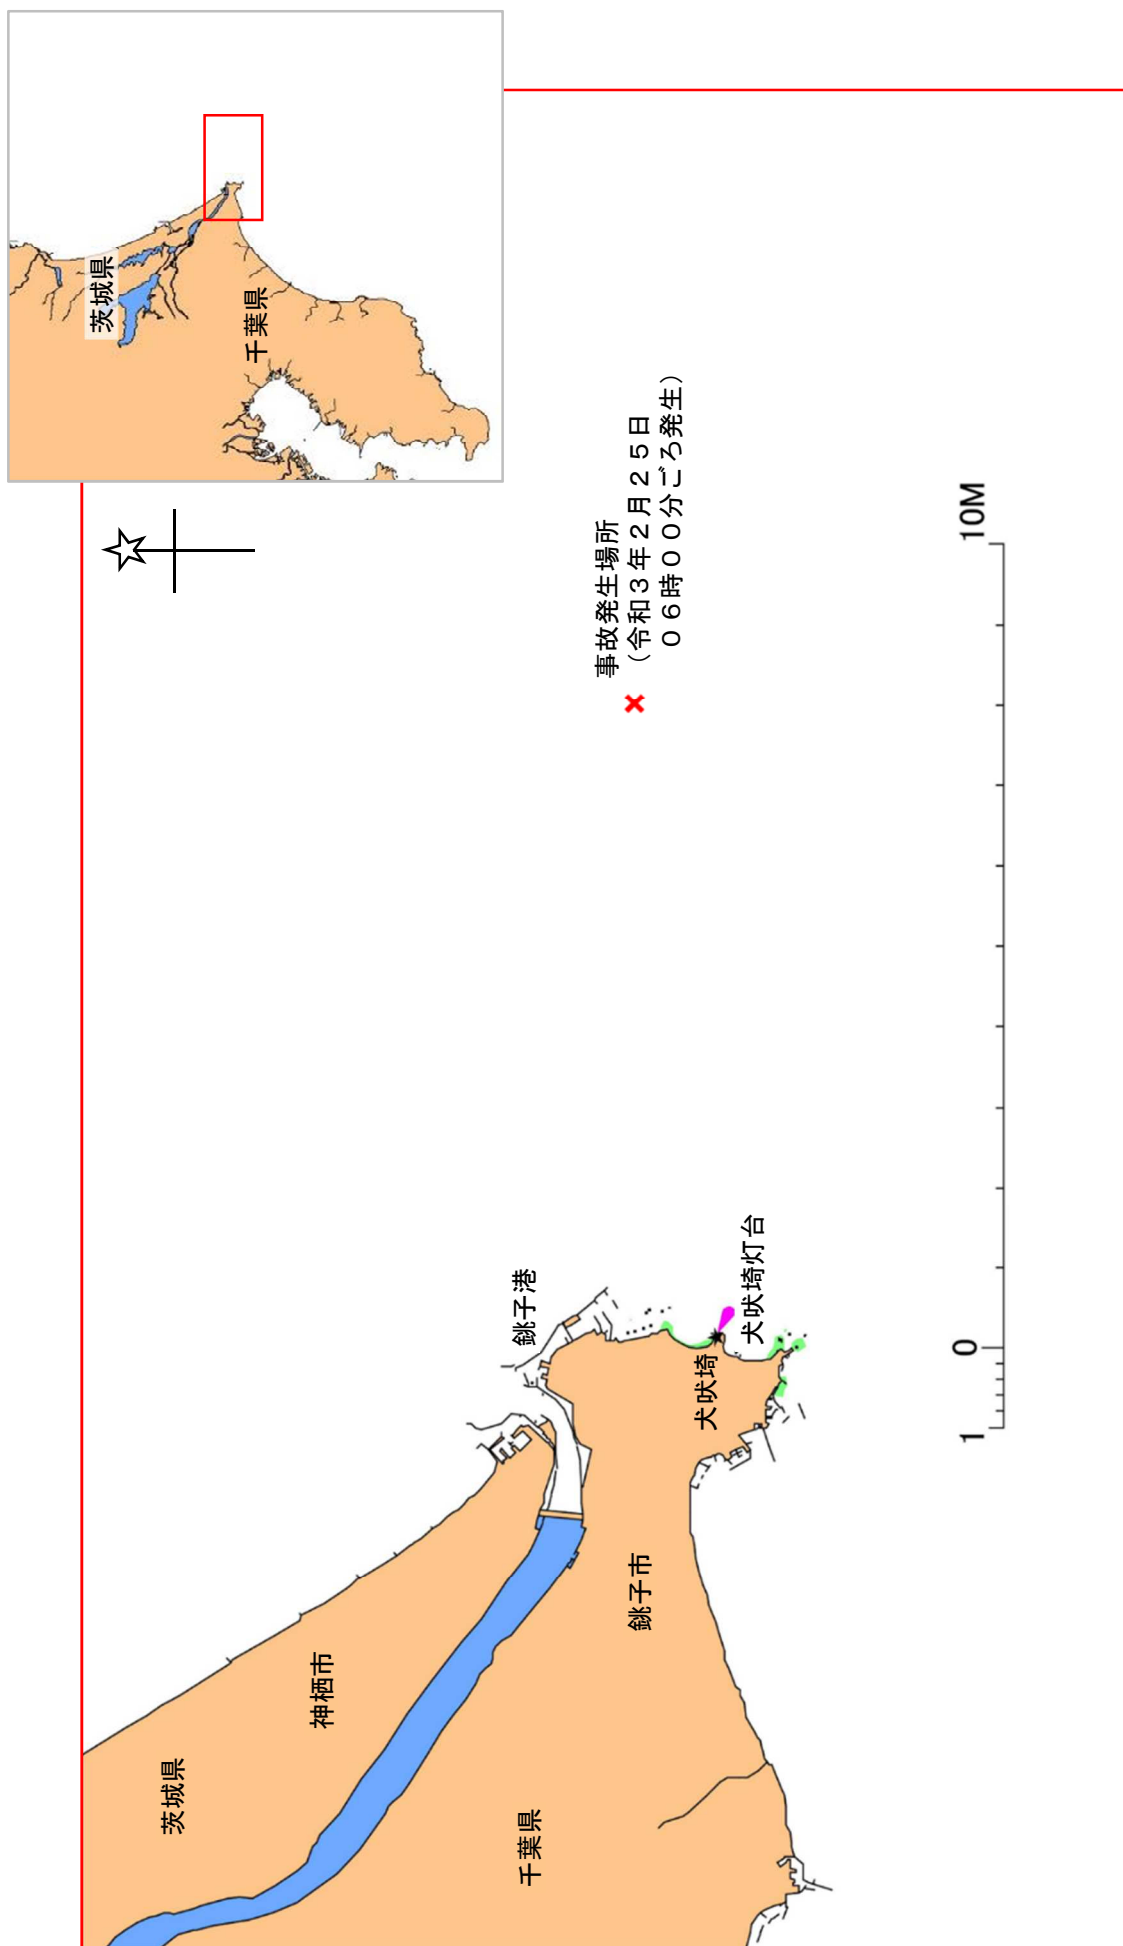 茨城県
千葉県
事故発生場所
（令和３年２月２５日
０６時００分ごろ発生）
銚子港
犬吠埼灯台
犬吠埼
銚子市
神栖市
茨城県
千葉県
1
0
10M